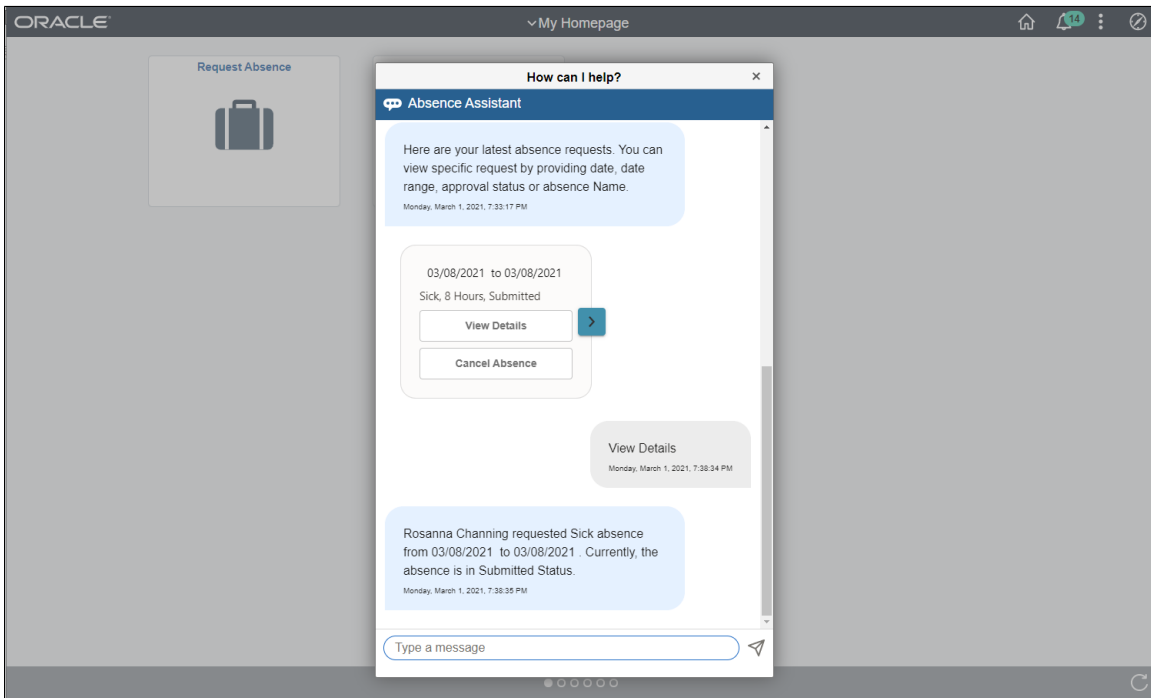 ORACLE
My Homepage
14
Request Absence
How can I help?
Absence Assistant
Here are your latest absence requests. You can
view specific request by providing date, date
range, approval status or absence Name.
Monday, March 1, 2021, 7:33:17 PM
03/08/2021 to 03/08/2021
Sick, 8 Hours, Submitted
View Details
Cancel Absence
View Details
Monday, March 1, 2021, 7:38:34 PM
Rosanna Channing requested Sick absence
from 03/08/2021 to 03/08/2021 . Currently, the
absence is in Submitted Status.
Monday, March 1, 2021, 7:38:35 PM
Type a message